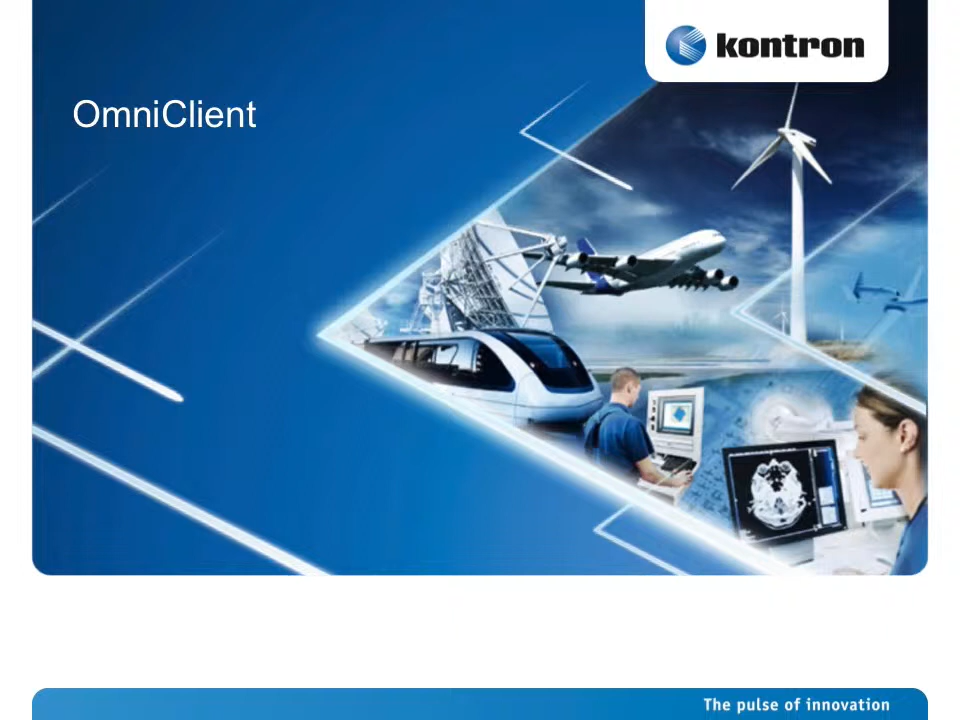 kontron
OmniClient
The pulse of innovation